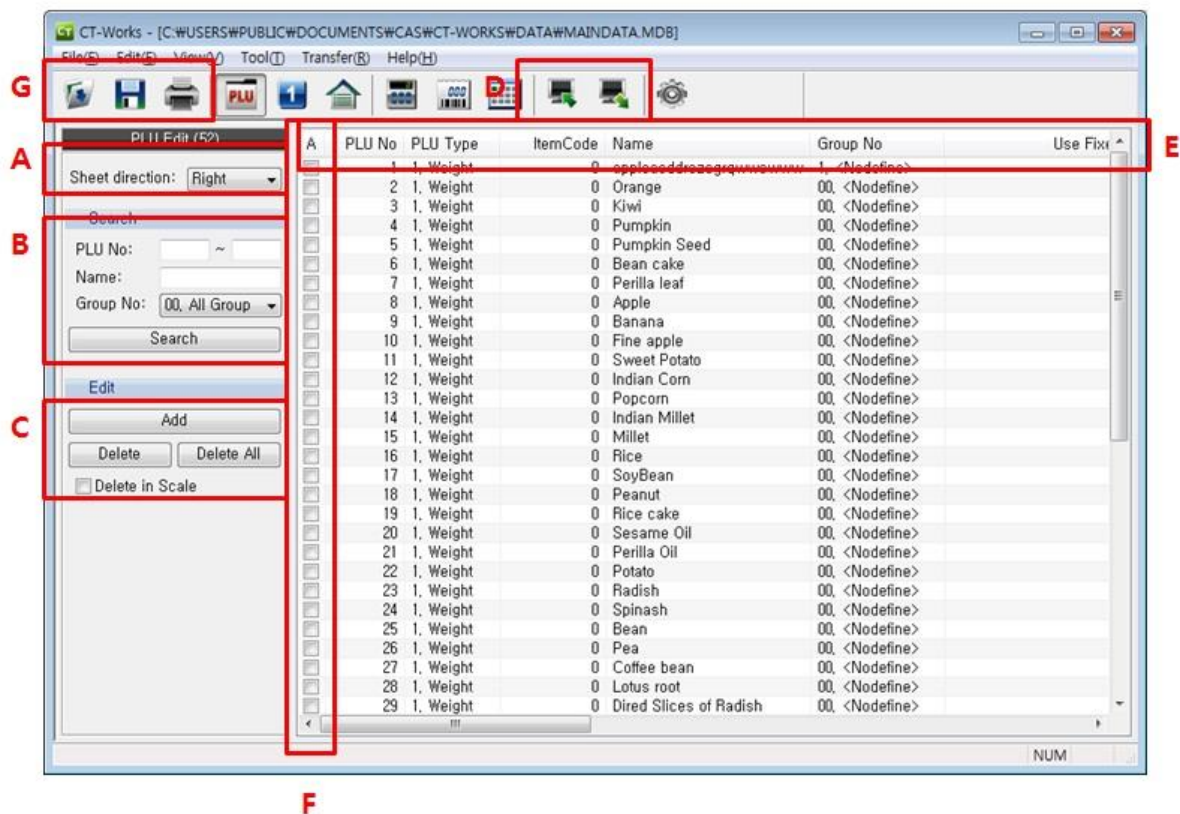 CT-Works - [C:₩USERS₩PUBLIC₩DOCUMENTS₩CAS₩CT-WORKS₩DATA₩MAINDATA.MDB]
File(F) Edit(E) View(V) Tool(T) Transfer(R) Help(H)
G
D
PLU
1
000
PLU Edit (52)
A
Sheet direction: Right
B
Search
PLU No: ~
Name:
Group No: 00, All Group
Search
Edit
C
Add
Delete Delete All
Delete in Scale
E
A PLU No PLU Type ItemCode Name Group No Use Fixe
1 1, Weight 0 1, <Nodefine>
2 1, Weight 0 Orange 00, <Nodefine>
3 1, Weight 0 Kiwi 00, <Nodefine>
4 1, Weight 0 Pumpkin 00, <Nodefine>
5 1, Weight 0 Pumpkin Seed 00, <Nodefine>
6 1, Weight 0 Bean cake 00, <Nodefine>
7 1, Weight 0 Perilla leaf 00, <Nodefine>
8 1, Weight 0 Apple 00, <Nodefine>
9 1, Weight 0 Banana 00, <Nodefine>
10 1, Weight 0 Fine apple 00, <Nodefine>
11 1, Weight 0 Sweet Potato 00, <Nodefine>
12 1, Weight 0 Indian Corn 00, <Nodefine>
13 1, Weight 0 Popcorn 00, <Nodefine>
14 1, Weight 0 Indian Millet 00, <Nodefine>
15 1, Weight 0 Millet 00, <Nodefine>
16 1, Weight 0 Rice 00, <Nodefine>
17 1, Weight 0 SoyBean 00, <Nodefine>
18 1, Weight 0 Peanut 00, <Nodefine>
19 1, Weight 0 Rice cake 00, <Nodefine>
20 1, Weight 0 Sesame Oil 00, <Nodefine>
21 1, Weight 0 Perilla Oil 00, <Nodefine>
22 1, Weight 0 Potato 00, <Nodefine>
23 1, Weight 0 Radish 00, <Nodefine>
24 1, Weight 0 Spinash 00, <Nodefine>
25 1, Weight 0 Bean 00, <Nodefine>
26 1, Weight 0 Pea 00, <Nodefine>
27 1, Weight 0 Coffee bean 00, <Nodefine>
28 1, Weight 0 Lotus root 00, <Nodefine>
29 1, Weight 0 Dired Slices of Radish 00, <Nodefine>
NUM
F